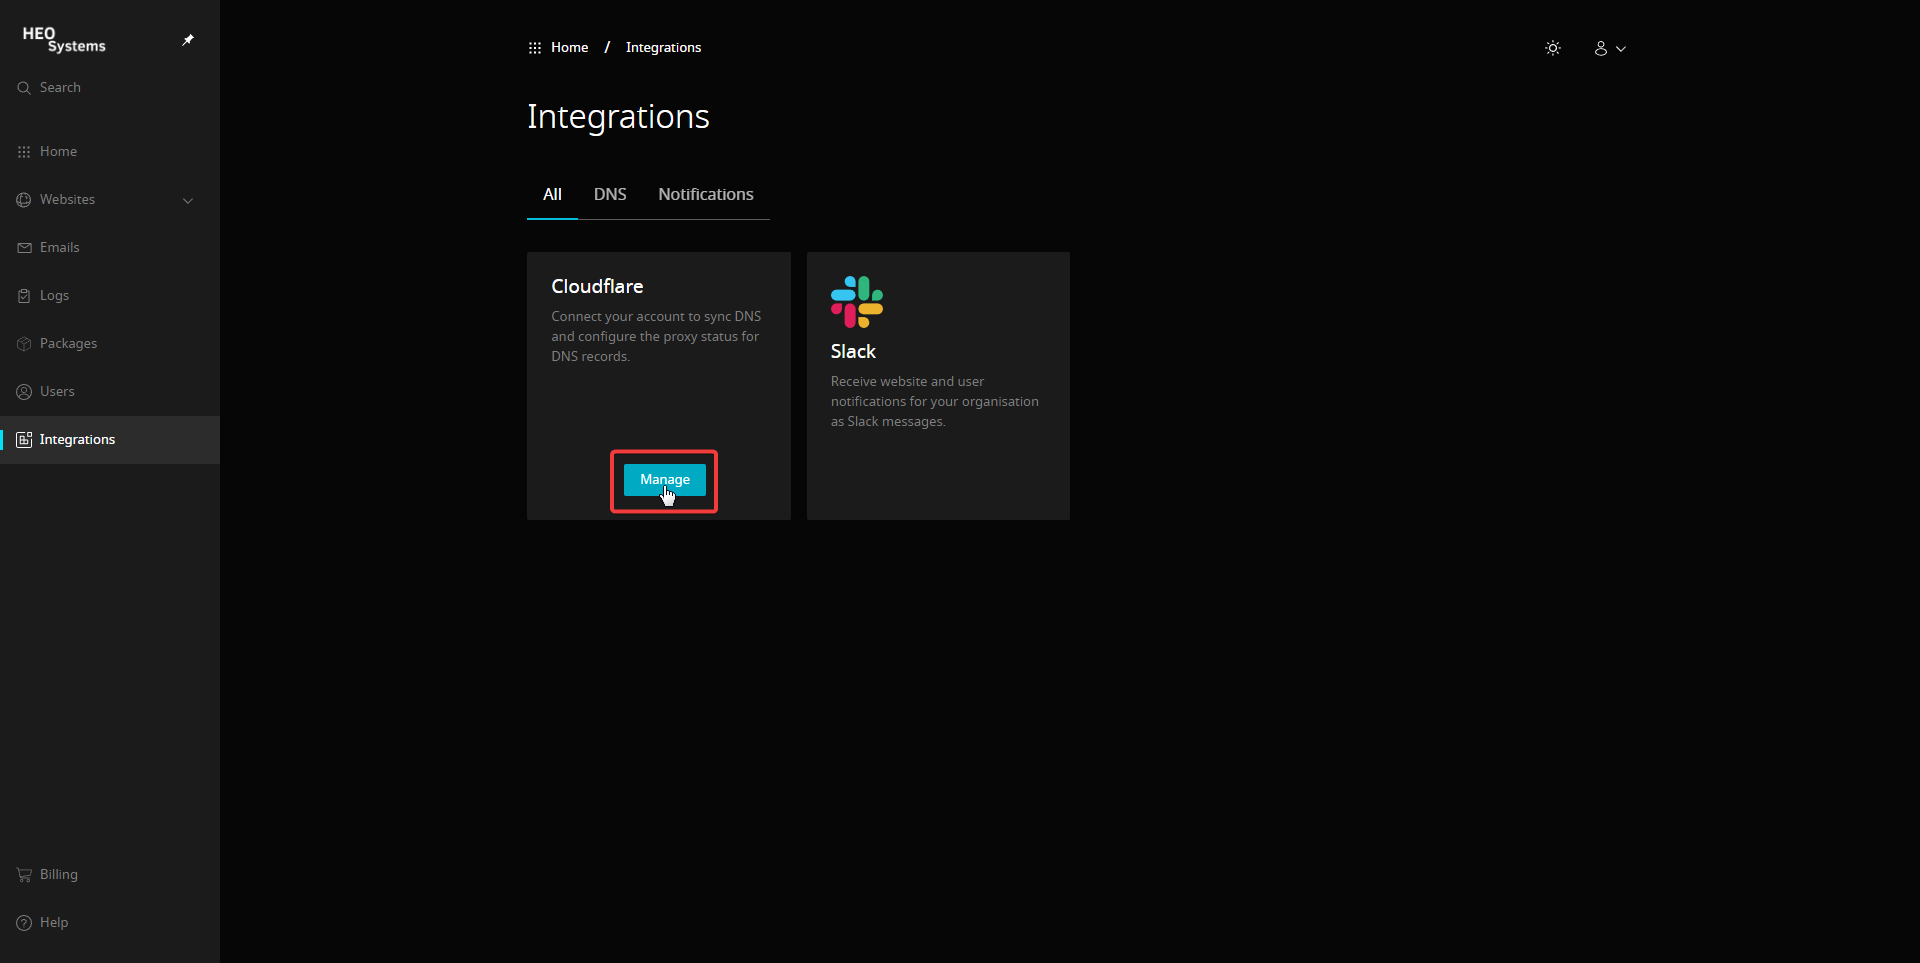 HEO
Systems
Search
Home
Websites
Emails
Logs
Packages
Users
Integrations
Billing
Help
Home / Integrations
Integrations
All DNS Notifications
Cloudflare
Connect your account to sync DNS
and configure the proxy status for
DNS records.
Manage
Slack
Receive website and user
notifications for your organisation
as Slack messages.